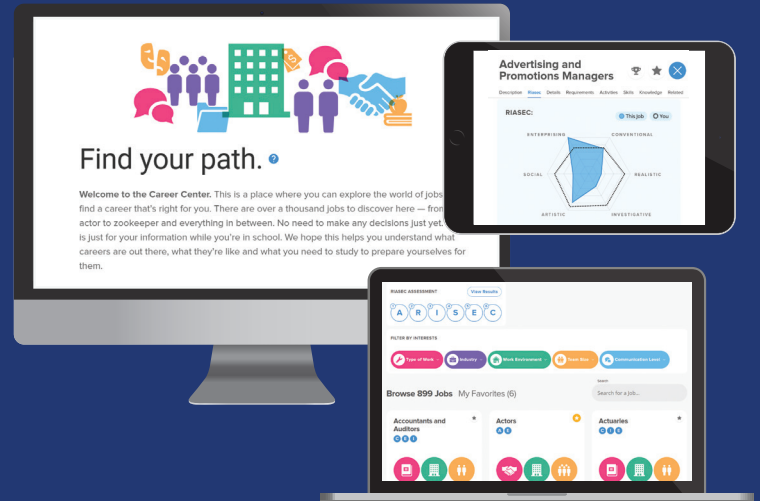 Find your path.
Welcome to the Career Center. This is a place where you can explore the world of jobs
find a career that's right for you. There are over a thousand jobs to discover here — from
actor to zookeeper and everything in between. No need to make any decisions just yet.
is just for your information while you're in school. We hope this helps you understand what
careers are out there, what they're like and what you need to study to prepare yourselves for
them.
Advertising and
Promotions Managers
Description Riasec Details Requirements Activities Skills Knowledge Related
RIASEC:
This job You
ENTERPRISING CONVENTIONAL
SOCIAL REALISTIC
ARTISTIC INVESTIGATIVE
RIASEC ASSESSMENT View Results
A R I S E C
FILTER BY INTERESTS
Type of Work Industry Work Environment Team Size Communication Level
Search
Browse 899 Jobs My Favorites (6) Search for a job...
Accountants and
Auditors
C E I
Actors
A E
Actuaries
C I S